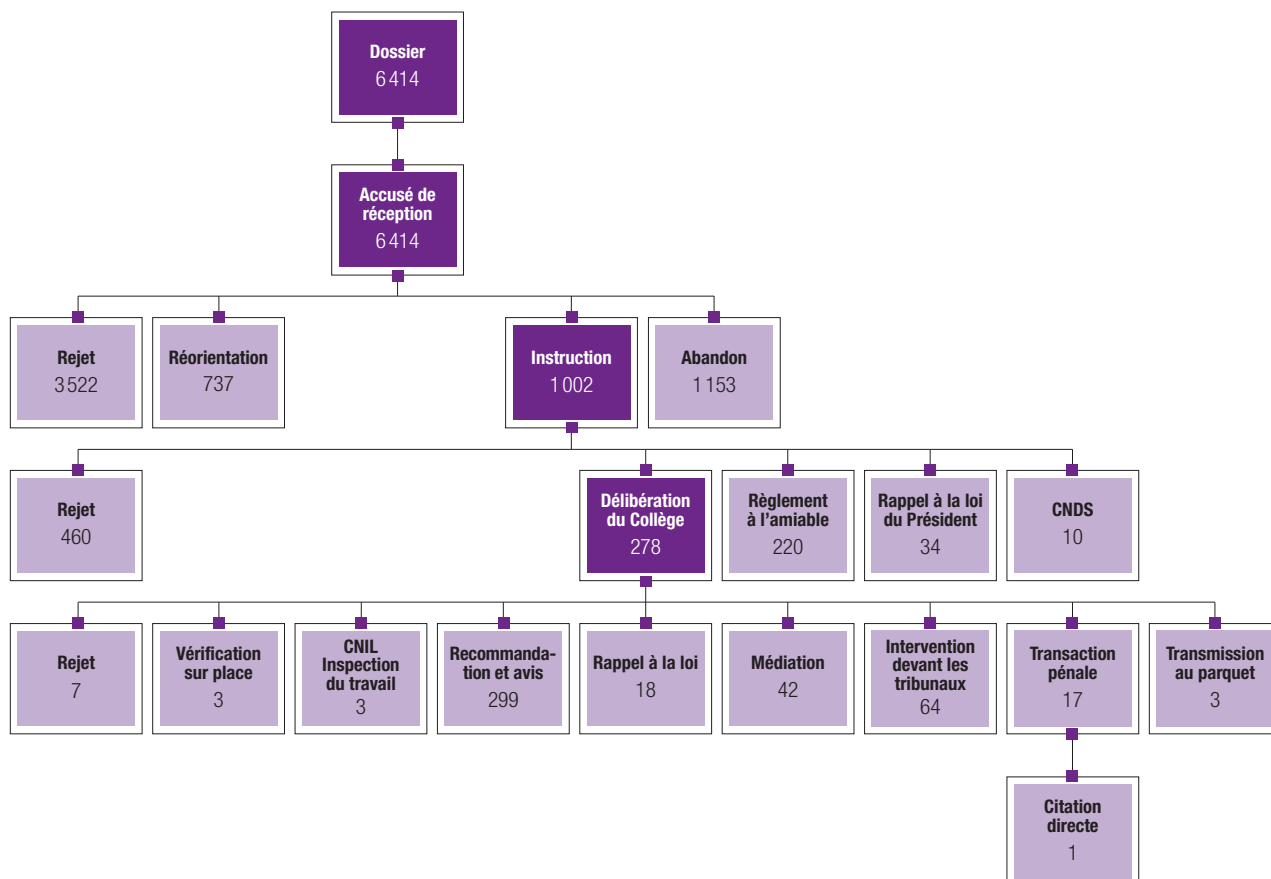 Dossier
6 414
Accusé de
réception
6 414
Rejet
3 522
Réorientation
737
Instruction
1 002
Abandon
1 153
Rejet
460
Délibération
du Collège
278
Règlement
à l'amiable
220
Rappel à la loi
du Président
34
CNDS
10
Rejet
7
Vérification
sur place
3
CNIL
Inspection
du travail
3
Recommanda-
tion et avis
299
Rappel à la loi
18
Médiation
42
Intervention
devant les
tribunaux
64
Transaction
pénale
17
Transmission
au parquet
3
Citation
directe
1